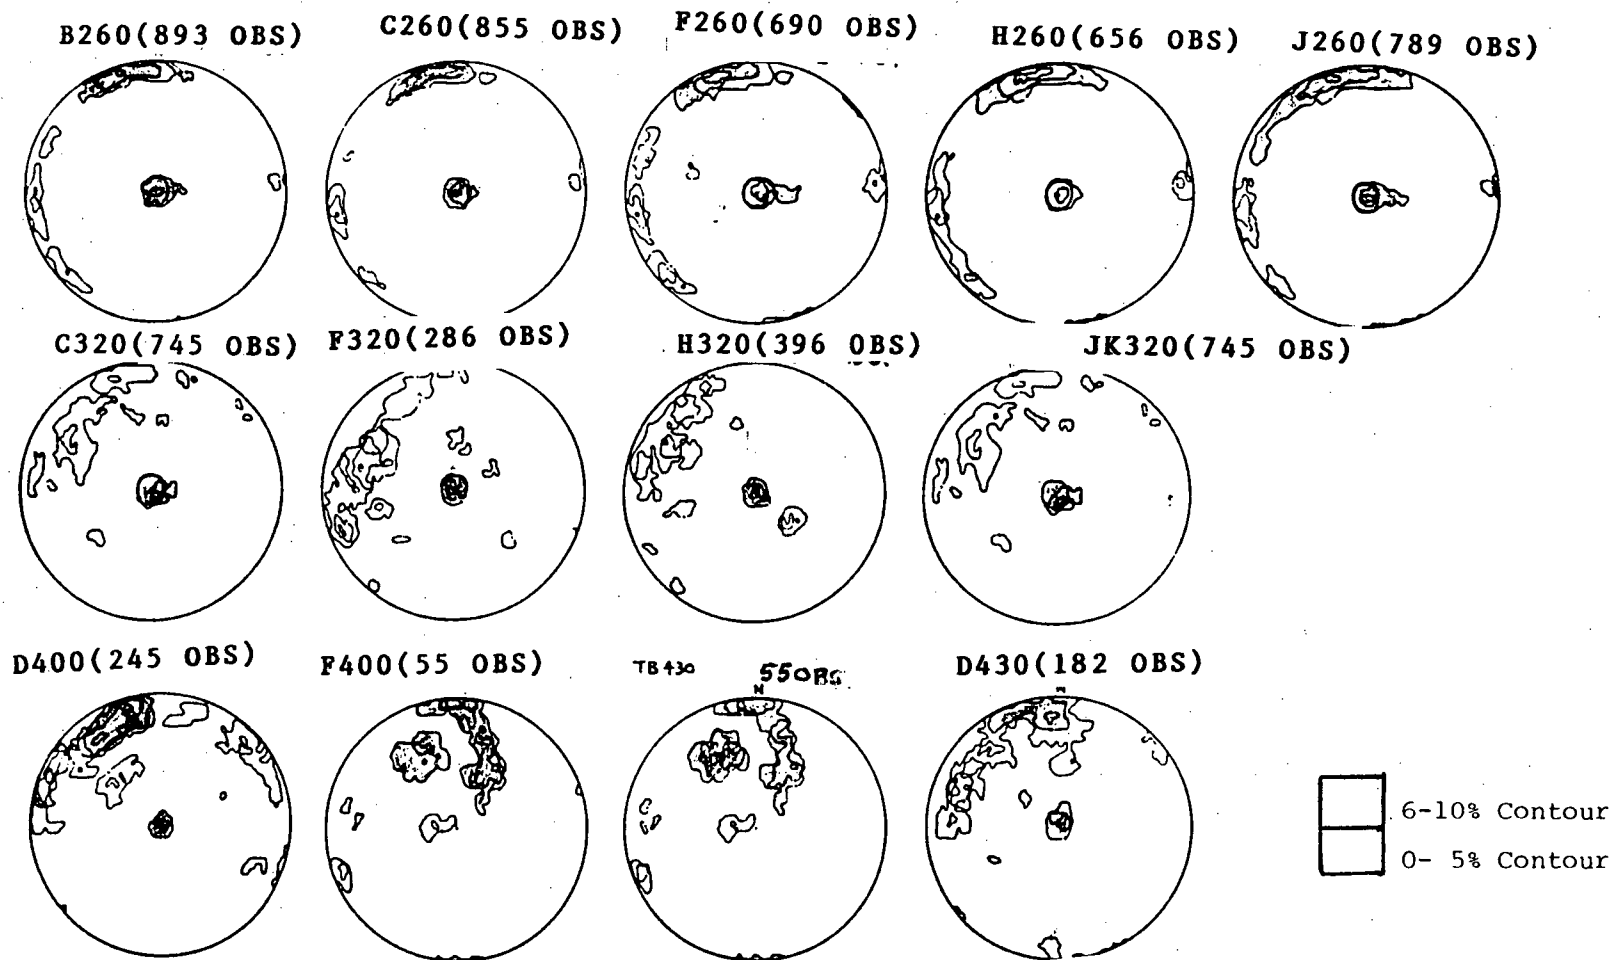 B260(893 OBS)
C260(855 OBS)
F260(690 OBS)
H260(656 OBS)
J260(789 OBS)
C320(745 OBS)
F320(286 OBS)
H320(396 OBS)
JK320(745 OBS)
D400(245 OBS)
F400(55 OBS)
TB430 55OBS
N
D430(182 OBS)
6-10% Contour
0- 5% Contour